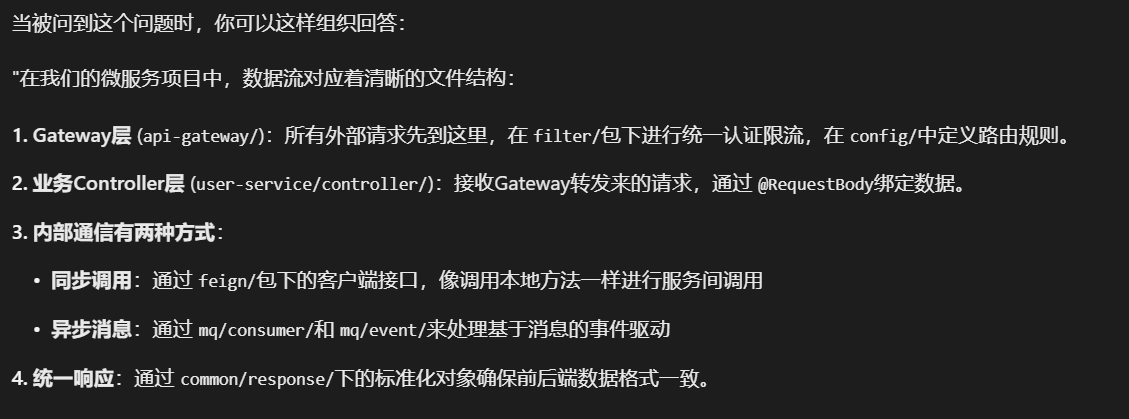 当被问到这个问题时，你可以这样组织回答：
"在我们的微服务项目中，数据流对应着清晰的文件结构：
1. Gateway层 (api-gateway/)：所有外部请求先到这里，在 filter/包下进行统一认证限流，在 config/中定义路由规则。
2. 业务Controller层 (user-service/controller/)：接收Gateway转发来的请求，通过 @RequestBody绑定数据。
3. 内部通信有两种方式：
• 同步调用：通过 feign/包下的客户端接口，像调用本地方法一样进行服务间调用
• 异步消息：通过 mq/consumer/和 mq/event/来处理基于消息的事件驱动
4. 统一响应：通过 common/response/下的标准化对象确保前后端数据格式一致。